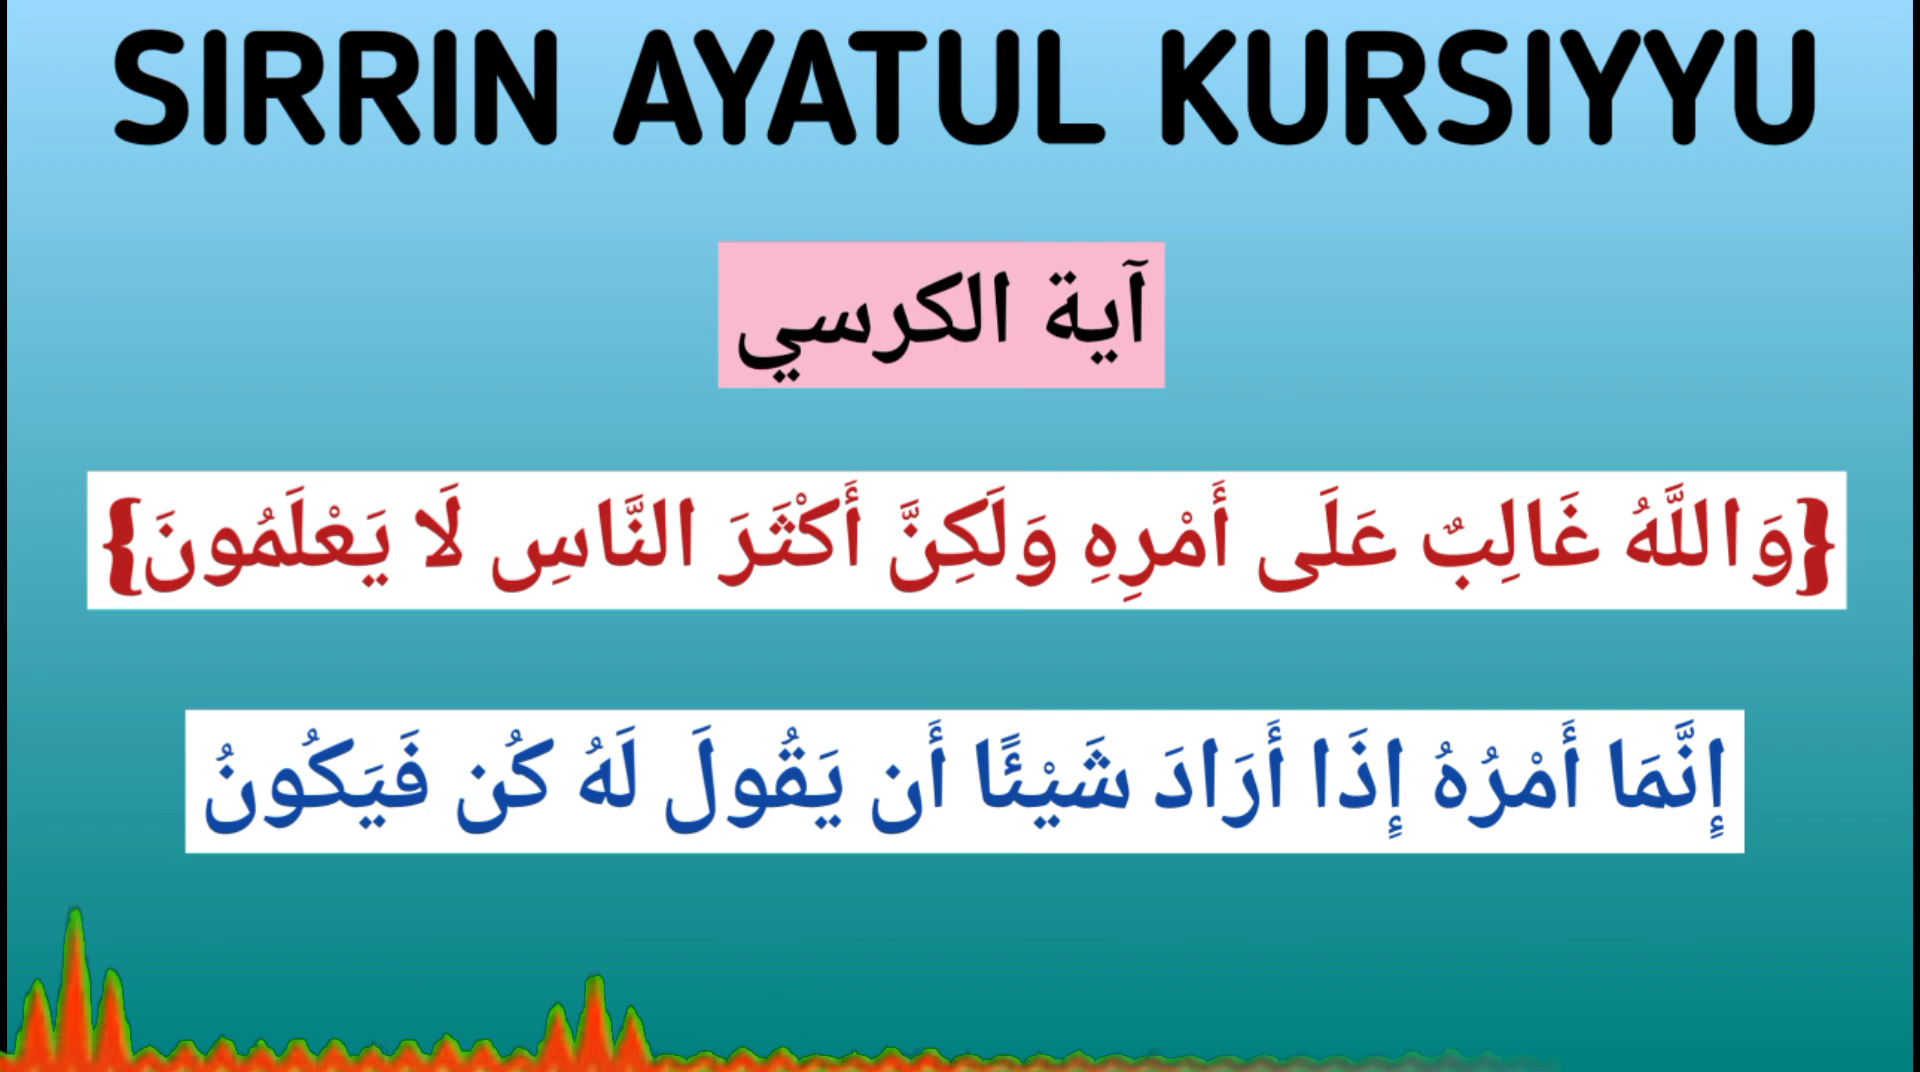 SIRRIN AYATUL KURSIYYU
آية الكرسي
{وَاللَّهُ غَالِبٌ عَلَى أَمْرِهِ وَلَكِنَّ أَكْثَرَ النَّاسِ لَا يَعْلَمُونَ}
إِنَّمَا أَمْرُهُ إِذَا أَرَادَ شَيْئًا أَن يَقُولَ لَهُ كُن فَيَكُونُ